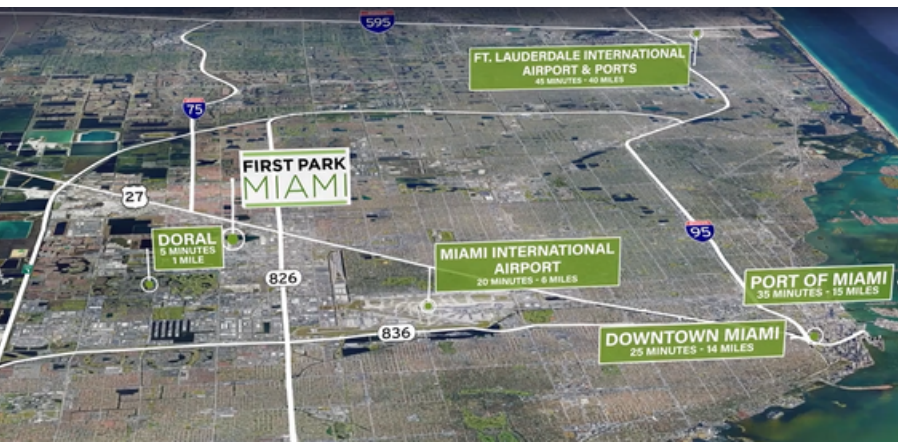 595
FT. LAUDERDALE INTERNATIONAL
AIRPORT & PORTS
45 MINUTES - 40 MILES
75
FIRST PARK
MIAMI
27
DORAL
5 MINUTES
1 MILE
95
826
MIAMI INTERNATIONAL
AIRPORT
20 MINUTES - 6 MILES
PORT OF MIAMI
35 MINUTES - 15 MILES
836
DOWNTOWN MIAMI
25 MINUTES - 14 MILES